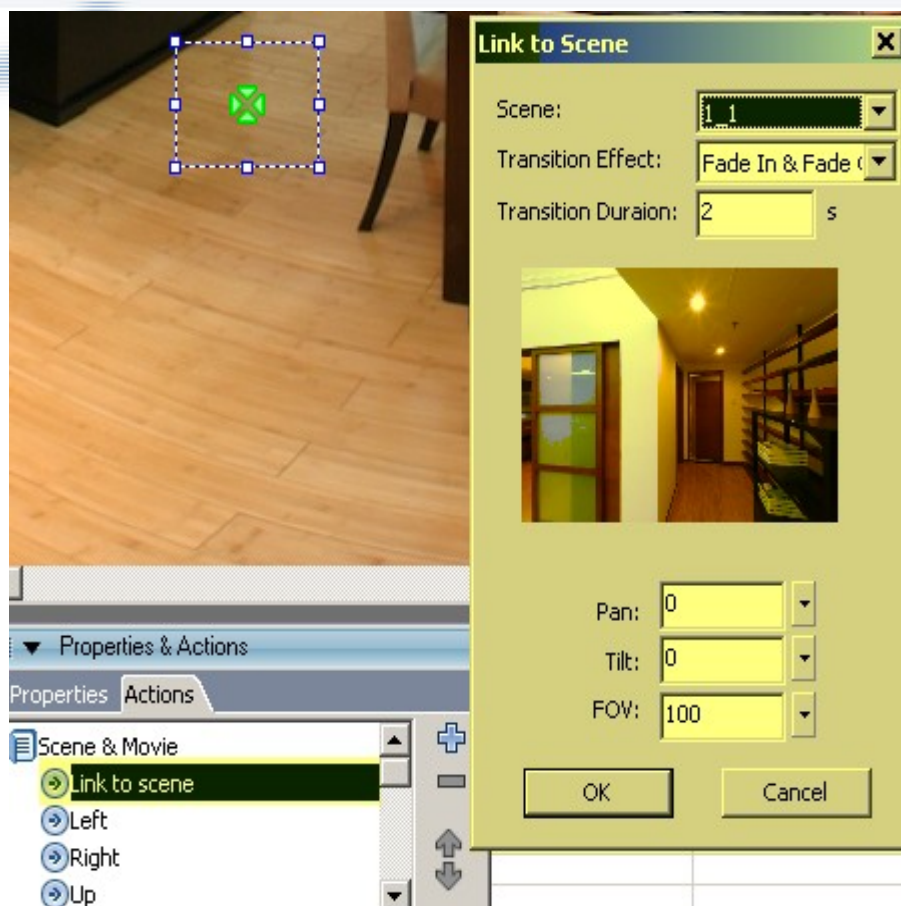 Link to Scene
Scene: 1_1
Transition Effect: Fade In & Fade
Transition Duraion: 2 s
Pan: 0
Tilt: 0
FOV: 100
OK Cancel
Properties & Actions
Properties Actions
Scene & Movie
Link to scene
Left
Right
Up